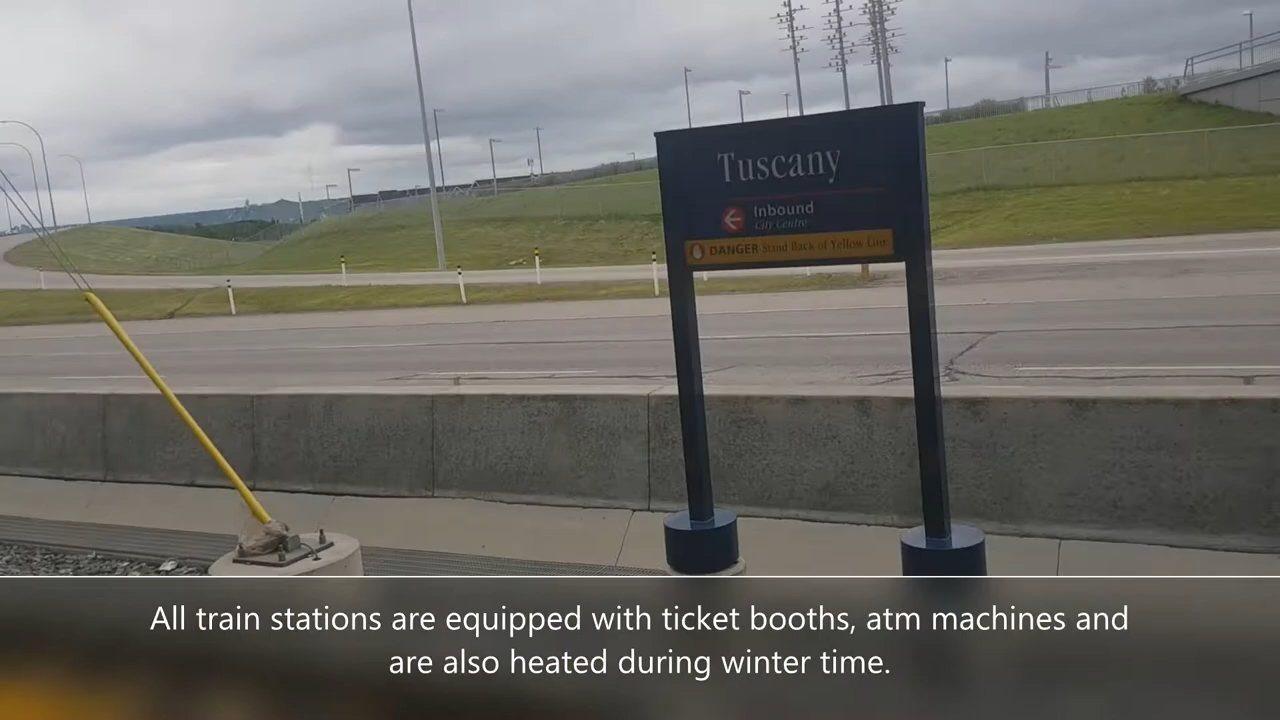 Tuscany
Inbound
City Centre
DANGER Stand Back of Yellow Line
All train stations are equipped with ticket booths, atm machines and
are also heated during winter time.